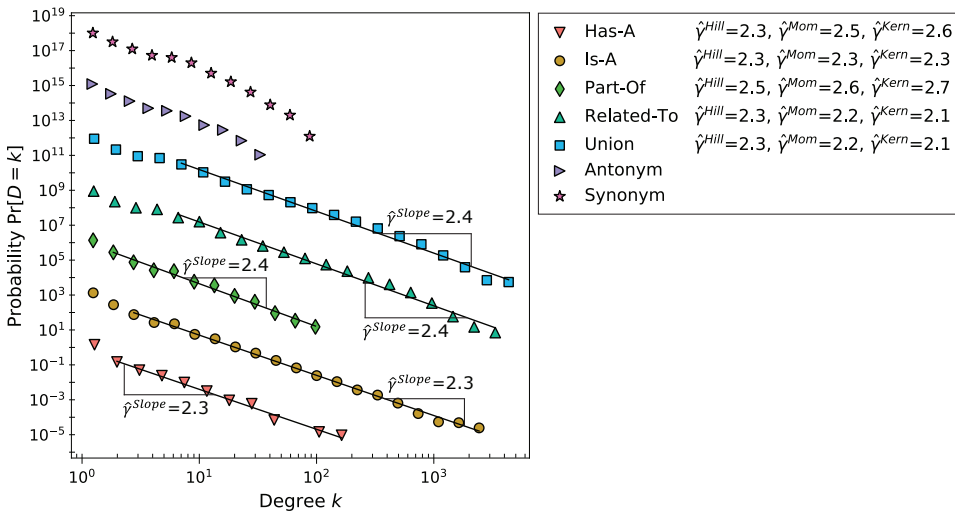 10^19
10^17
10^15
10^13
10^11
10^9
10^7
10^5
10^3
10^1
10^-1
10^-3
10^-5
Probability Pr[D = k]
10^0 10^1 10^2 10^3
Degree k
γ̂^Slope=2.4
γ̂^Slope=2.4
γ̂^Slope=2.4
γ̂^Slope=2.3
γ̂^Slope=2.3
Has-A γ̂^Hill=2.3, γ̂^Mom=2.5, γ̂^Kern=2.6
Is-A γ̂^Hill=2.3, γ̂^Mom=2.3, γ̂^Kern=2.3
Part-Of γ̂^Hill=2.5, γ̂^Mom=2.6, γ̂^Kern=2.7
Related-To γ̂^Hill=2.3, γ̂^Mom=2.2, γ̂^Kern=2.1
Union γ̂^Hill=2.3, γ̂^Mom=2.2, γ̂^Kern=2.1
Antonym
Synonym